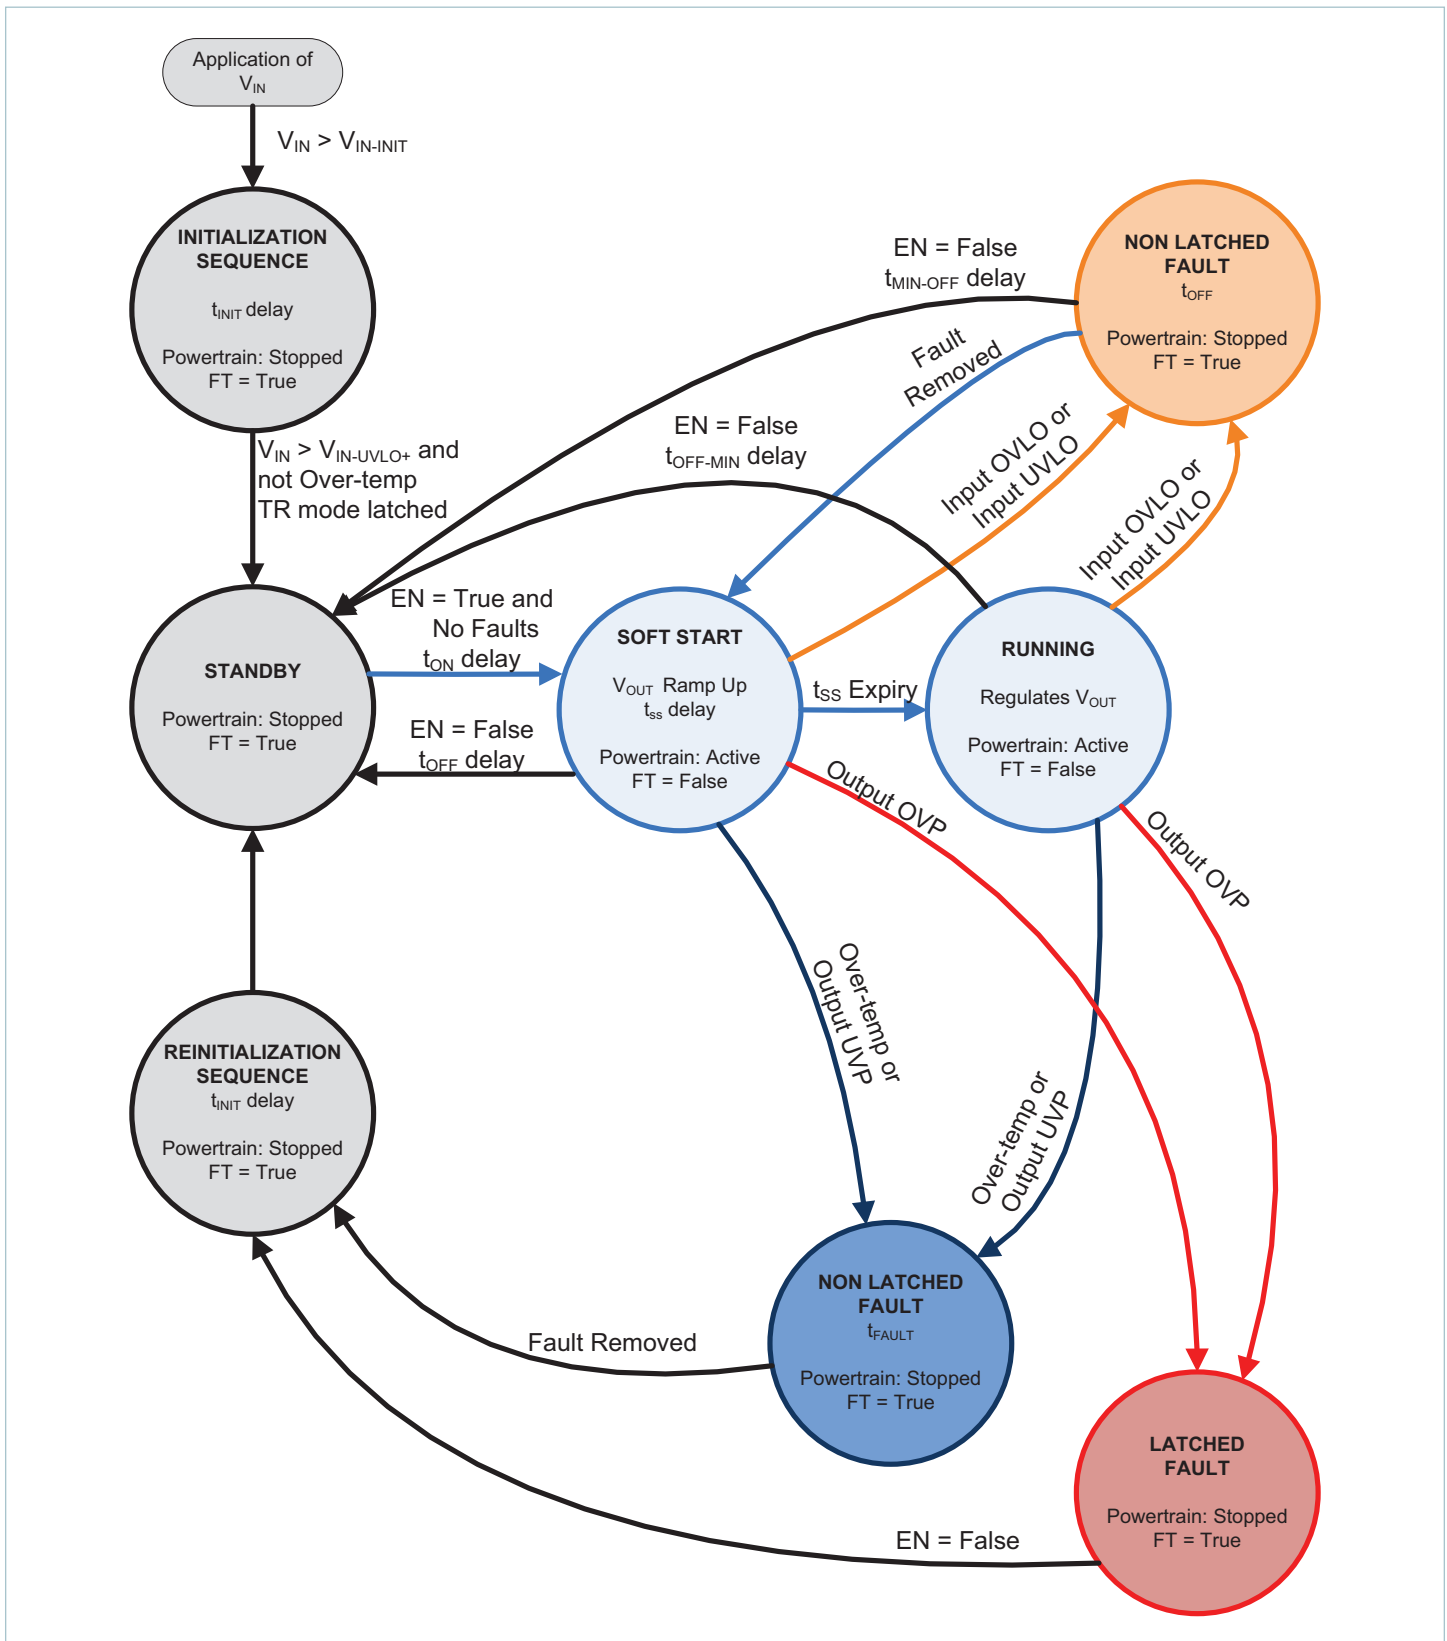 Application of
VIN
VIN > VIN-INIT
INITIALIZATION
SEQUENCE
tINIT delay
Powertrain: Stopped
FT = True
VIN > VIN-UVLO+ and
not Over-temp
TR mode latched
STANDBY
Powertrain: Stopped
FT = True
EN = True and
No Faults
tON delay
EN = False
tOFF delay
SOFT START
VOUT Ramp Up
tss delay
Powertrain: Active
FT = False
tSS Expiry
RUNNING
Regulates VOUT
Powertrain: Active
FT = False
EN = False
tMIN-OFF delay
Fault
Removed
EN = False
tOFF-MIN delay
Input OVLO or
Input UVLO
Input OVLO or
Input UVLO
NON LATCHED
FAULT
tOFF
Powertrain: Stopped
FT = True
Output OVP
Output OVP
Over-temp or
Output UVP
Over-temp or
Output UVP
REINITIALIZATION
SEQUENCE
tINIT delay
Powertrain: Stopped
FT = True
Fault Removed
NON LATCHED
FAULT
tFAULT
Powertrain: Stopped
FT = True
EN = False
LATCHED
FAULT
Powertrain: Stopped
FT = True